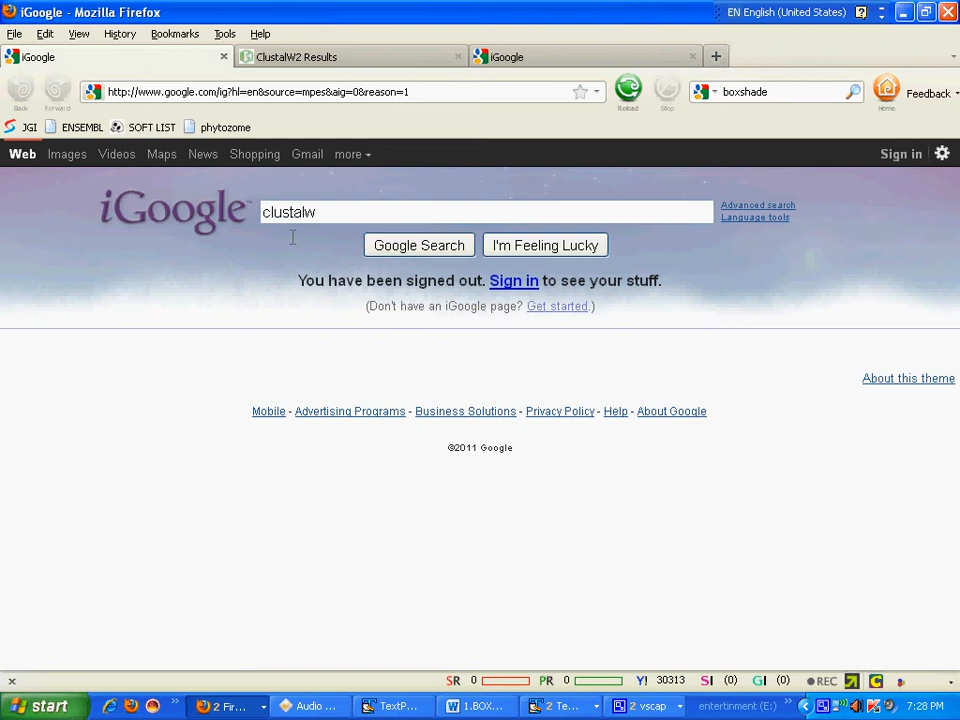 iGoogle - Mozilla Firefox
EN English (United States)
File Edit View History Bookmarks Tools Help
iGoogle
ClustalW2 Results
iGoogle
http://www.google.com/ig?hl=en&source=mpes&aig=0&reason=1
boxshade
Back
Forward
Reload
Stop
Home
Feedback
JGI ENSEMBL SOFT LIST phytozome
Web Images Videos Maps News Shopping Gmail more
Sign in
iGoogle™
clustalw
Advanced search
Language tools
Google Search
I'm Feeling Lucky
You have been signed out. Sign in to see your stuff.
(Don't have an iGoogle page? Get started.)
About this theme
Mobile - Advertising Programs - Business Solutions - Privacy Policy - Help - About Google
©2011 Google
SR 0 PR 0 Y! 30313 SI (0) GI (0) REC
start
2 Fir...
Audio ...
TextP...
1.BOX...
2 Te...
2 vscap
entertinment (E:)
7:28 PM